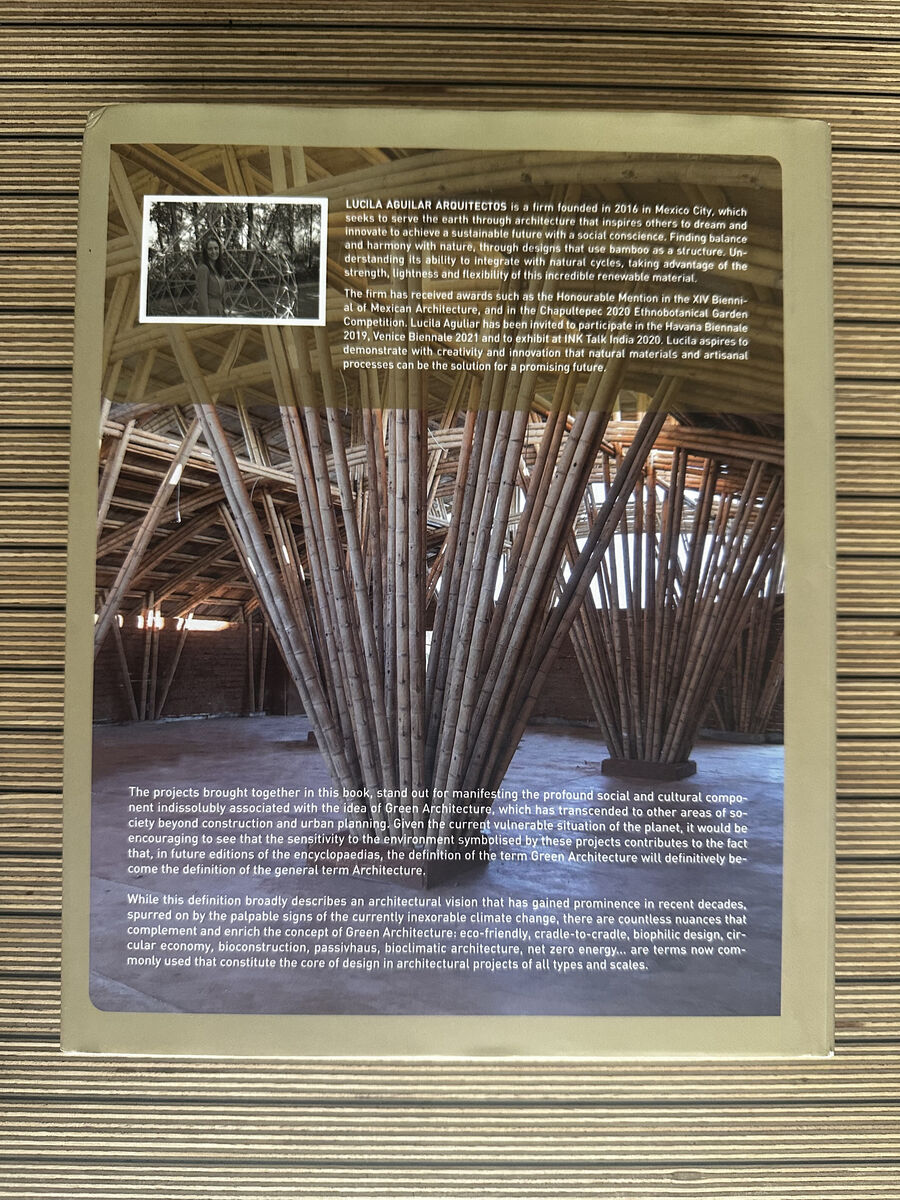 LUCILA AGUILAR ARQUITECTOS is a firm founded in 2016 in Mexico City, which
seeks to serve the earth through architecture that inspires others to dream and
innovate to achieve a sustainable future with a social conscience. Finding balance
and harmony with nature, through designs that use bamboo as a structure. Un-
derstanding its ability to integrate with natural cycles, taking advantage of the
strength, lightness and flexibility of this incredible renewable material.
The firm has received awards such as the Honourable Mention in the XIV Bienni-
al of Mexican Architecture, and in the Chapultepec 2020 Ethnobotanical Garden
Competition. Lucila Aguliar has been invited to participate in the Havana Biennale
2019, Venice Biennale 2021 and to exhibit at INK Talk India 2020. Lucila aspires to
demonstrate with creativity and innovation that natural materials and artisanal
processes can be the solution for a promising future.
The projects brought together in this book, stand out for manifesting the profound social and cultural compo-
nent indissolubly associated with the idea of Green Architecture, which has transcended to other areas of so-
ciety beyond construction and urban planning. Given the current vulnerable situation of the planet, it would be
encouraging to see that the sensitivity to the environment symbolised by these projects contributes to the fact
that, in future editions of the encyclopaedias, the definition of the term Green Architecture will definitively be-
come the definition of the general term Architecture.
While this definition broadly describes an architectural vision that has gained prominence in recent decades,
spurred on by the palpable signs of the currently inexorable climate change, there are countless nuances that
complement and enrich the concept of Green Architecture: eco-friendly, cradle-to-cradle, biophilic design, cir-
cular economy, bioconstruction, passivhaus, bioclimatic architecture, net zero energy... are terms now com-
monly used that constitute the core of design in architectural projects of all types and scales.